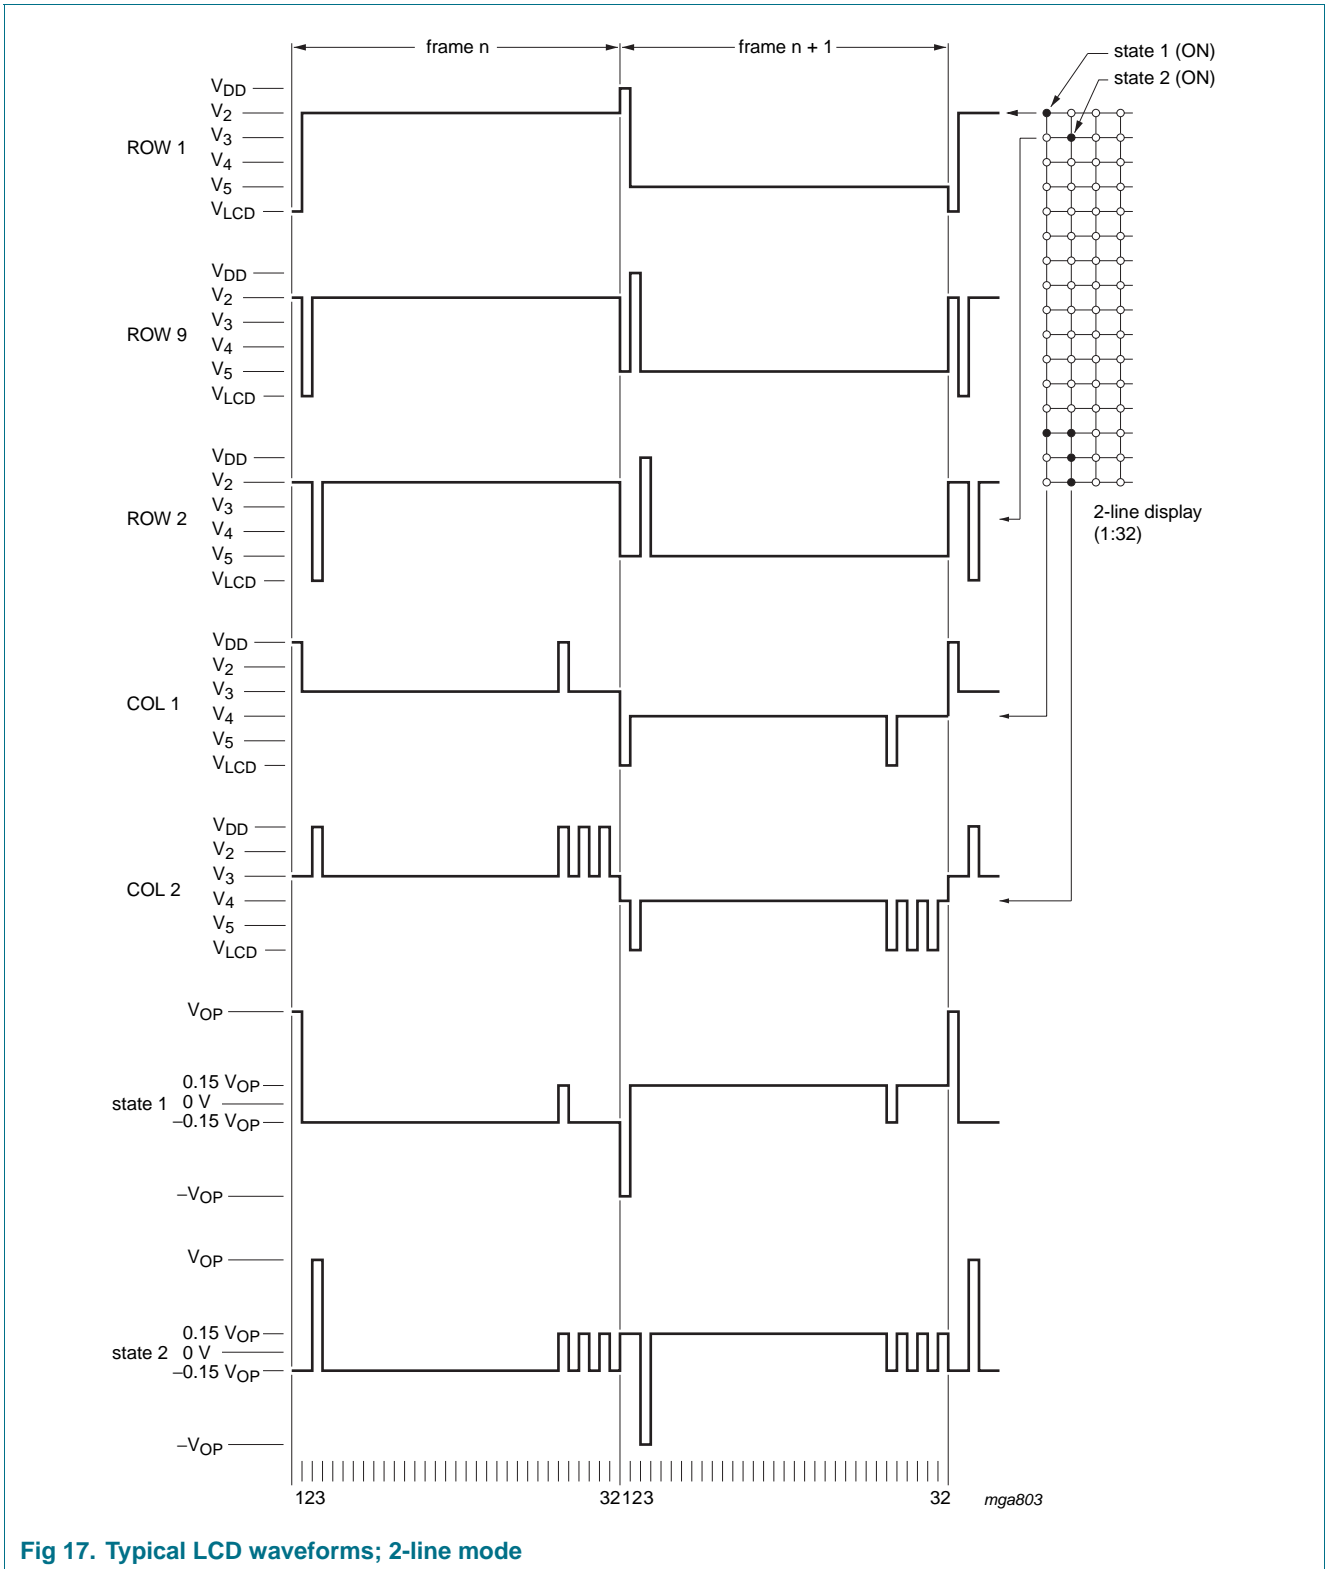 frame n
frame n + 1
state 1 (ON)
state 2 (ON)
ROW 1
VDD
V2
V3
V4
V5
VLCD
ROW 9
VDD
V2
V3
V4
V5
VLCD
ROW 2
VDD
V2
V3
V4
V5
VLCD
2-line display
(1:32)
COL 1
VDD
V2
V3
V4
V5
VLCD
COL 2
VDD
V2
V3
V4
V5
VLCD
state 1
VOP
0.15 VOP
0 V
−0.15 VOP
−VOP
state 2
VOP
0.15 VOP
0 V
−0.15 VOP
−VOP
123
32123
32
mga803
Fig 17. Typical LCD waveforms; 2-line mode